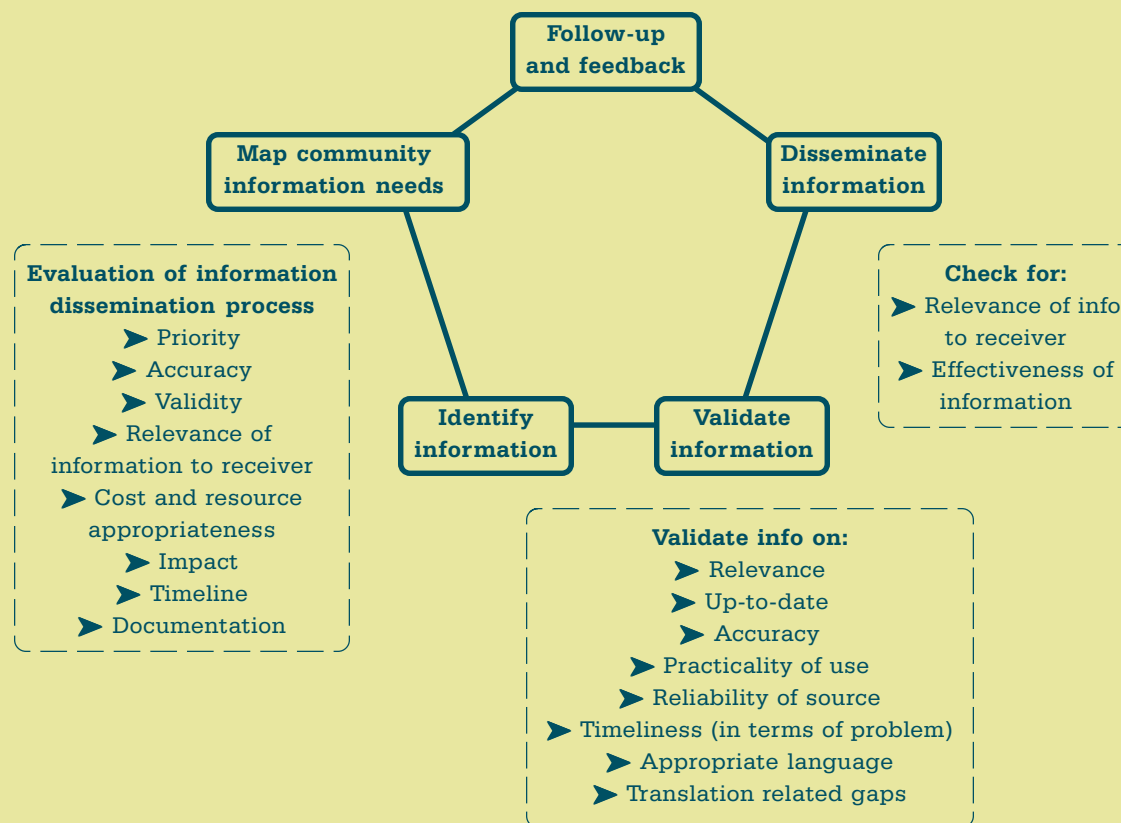 Follow-up
and feedback
Map community
information needs
Disseminate
information
Evaluation of information
dissemination process
➤ Priority
➤ Accuracy
➤ Validity
➤ Relevance of
information to receiver
➤ Cost and resource
appropriateness
➤ Impact
➤ Timeline
➤ Documentation
Check for:
➤ Relevance of info
to receiver
➤ Effectiveness of
information
Identify
information
Validate
information
Validate info on:
➤ Relevance
➤ Up-to-date
➤ Accuracy
➤ Practicality of use
➤ Reliability of source
➤ Timeliness (in terms of problem)
➤ Appropriate language
➤ Translation related gaps